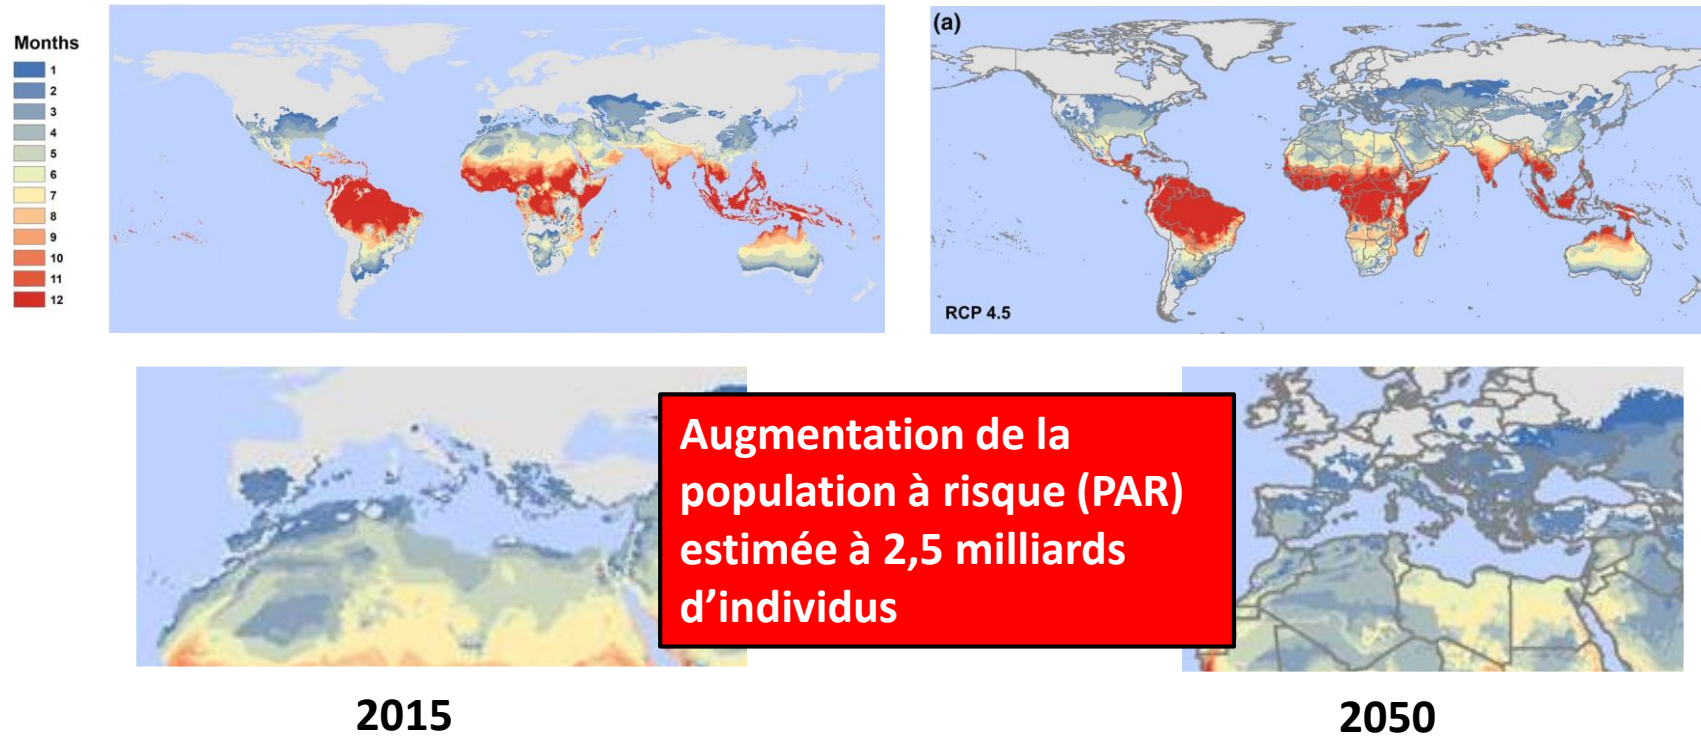 Months
1
2
3
4
5
6
7
8
9
10
11
12
(a)
RCP 4.5
Augmentation de la
population à risque (PAR)
estimée à 2,5 milliards
d’individus
2015
2050